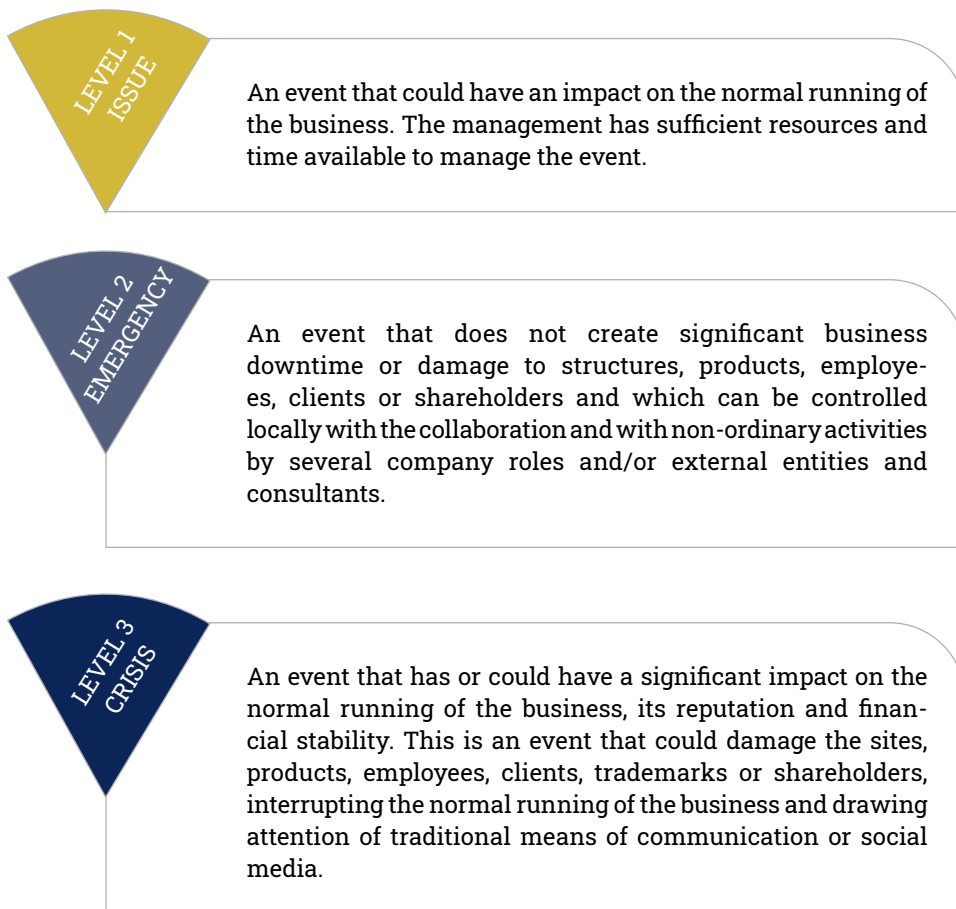 LEVEL 1
ISSUE
An event that could have an impact on the normal running of
the business. The management has sufficient resources and
time available to manage the event.
LEVEL 2
EMERGENCY
An event that does not create significant business
downtime or damage to structures, products, employe-
es, clients or shareholders and which can be controlled
locally with the collaboration and with non-ordinary activities
by several company roles and/or external entities and
consultants.
LEVEL 3
CRISIS
An event that has or could have a significant impact on the
normal running of the business, its reputation and finan-
cial stability. This is an event that could damage the sites,
products, employees, clients, trademarks or shareholders,
interrupting the normal running of the business and drawing
attention of traditional means of communication or social
media.